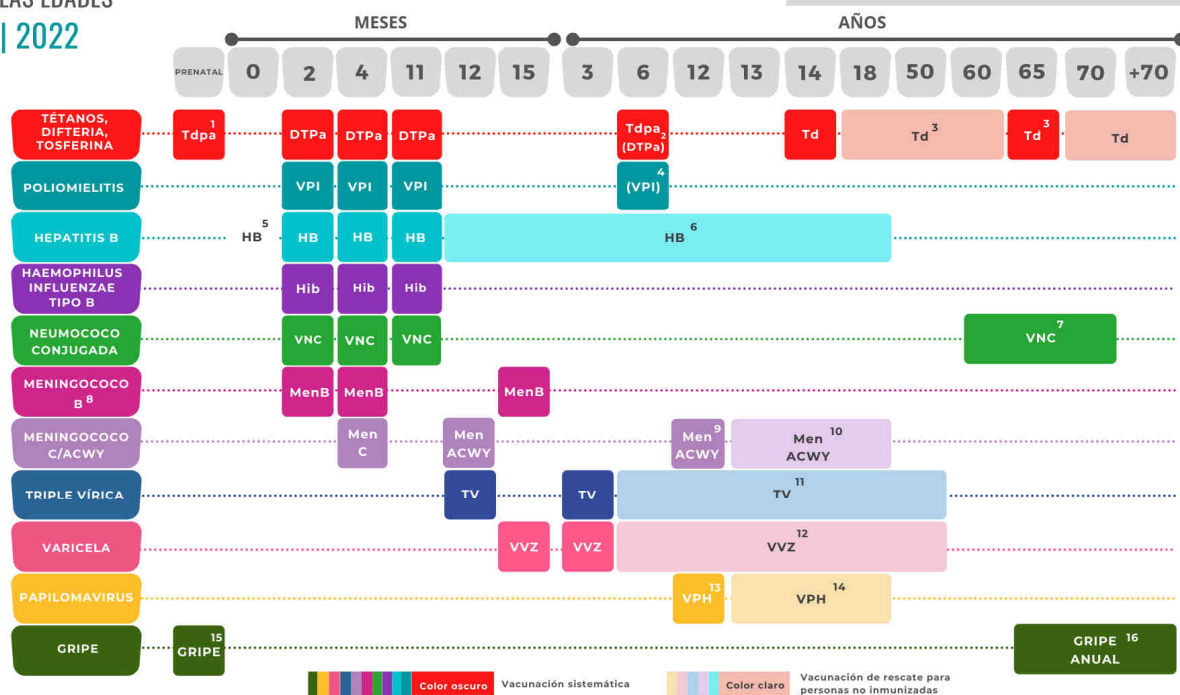 LAS EDADES
| 2022
MESES
AÑOS
PRENATAL 0 2 4 11 12 15 3 6 12 13 14 18 50 60 65 70 +70
TÉTANOS,
DIFTERIA,
TOSFERINA
Tdpa 1 DTPa DTPa DTPa Tdpa 2 Td Td 3 Td 3 Td
(DTPa)
POLIOMIELITIS VPI VPI VPI (VPI) 4
HEPATITIS B HB 5 HB HB HB HB 6
HAEMOPHILUS
INFLUENZAE
TIPO B
Hib Hib Hib
NEUMOCOCO
CONJUGADA
VNC VNC VNC VNC 7
MENINGOCOCO
B 8
MenB MenB MenB
MENINGOCOCO
C/ACWY
Men Men Men 9 Men 10
C ACWY ACWY ACWY
TRIPLE VÍRICA TV TV TV 11
VARICELA VVZ VVZ VVZ 12
PAPILOMAVIRUS VPH 13 VPH 14
GRIPE GRIPE 15 GRIPE 16
ANUAL
Color oscuro Vacunación sistemática Color claro Vacunación de rescate para
personas no inmunizadas